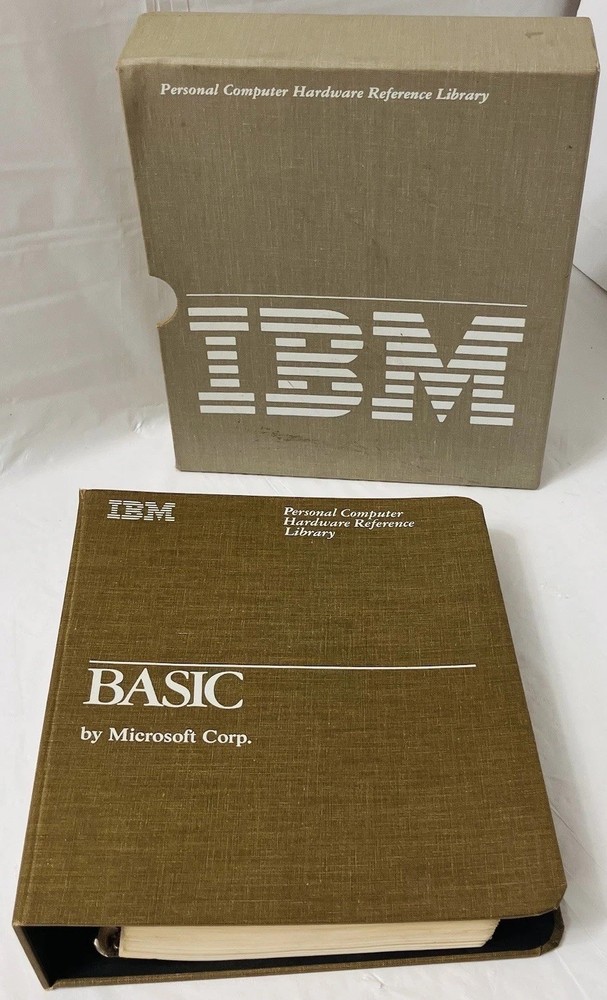 Personal Computer Hardware Reference Library
IBM
IBM
Personal Computer
Hardware Reference
Library
BASIC
by Microsoft Corp.